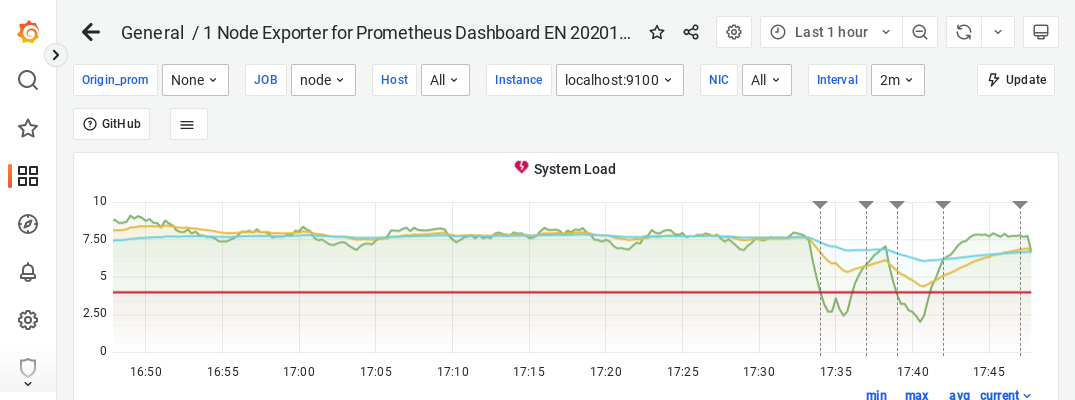 General / 1 Node Exporter for Prometheus Dashboard EN 20201...
Last 1 hour
Origin_prom None JOB node Host All Instance localhost:9100 NIC All Interval 2m Update
GitHub
System Load
10
7.50
5
2.50
0
16:50 16:55 17:00 17:05 17:10 17:15 17:20 17:25 17:30 17:35 17:40 17:45
min max avg current